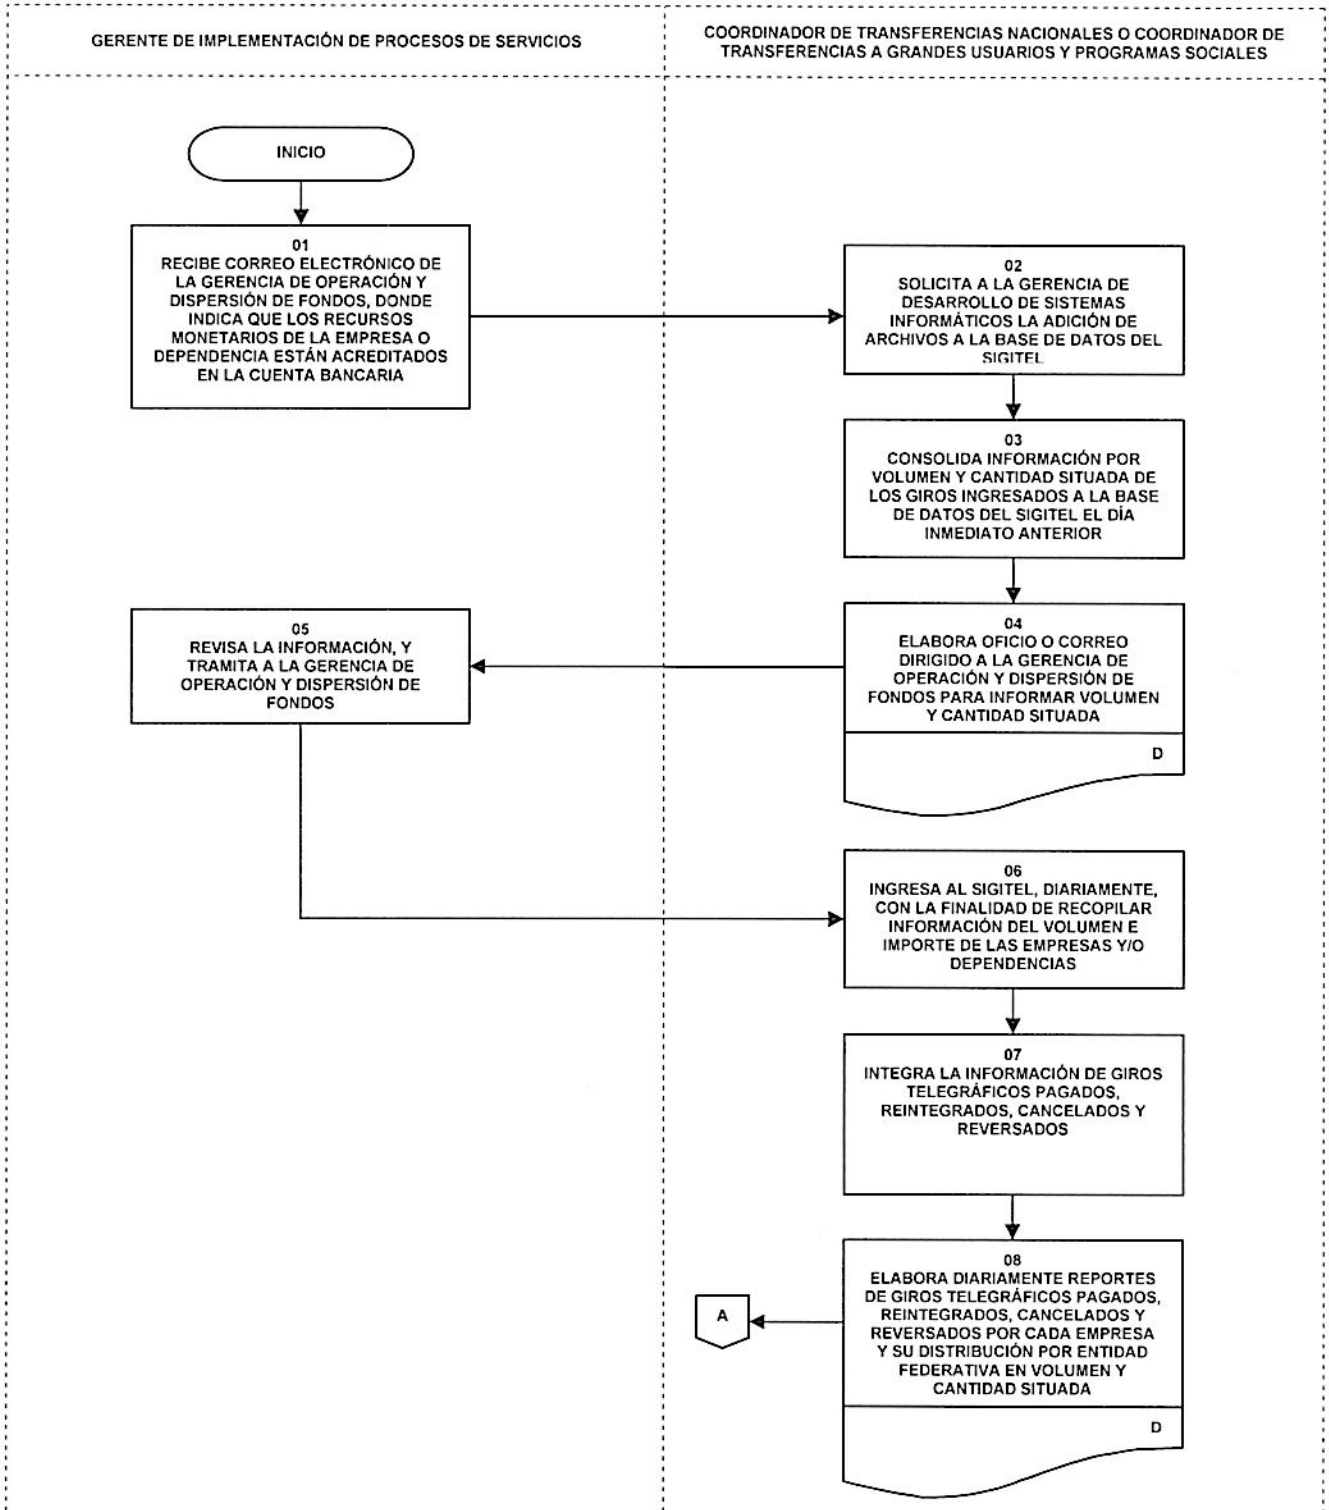 GERENTE DE IMPLEMENTACIÓN DE PROCESOS DE SERVICIOS
COORDINADOR DE TRANSFERENCIAS NACIONALES O COORDINADOR DE
TRANSFERENCIAS A GRANDES USUARIOS Y PROGRAMAS SOCIALES
INICIO
01
RECIBE CORREO ELECTRÓNICO DE
LA GERENCIA DE OPERACIÓN Y
DISPERSIÓN DE FONDOS, DONDE
INDICA QUE LOS RECURSOS
MONETARIOS DE LA EMPRESA O
DEPENDENCIA ESTÁN ACREDITADOS
EN LA CUENTA BANCARIA
02
SOLICITA A LA GERENCIA DE
DESARROLLO DE SISTEMAS
INFORMÁTICOS LA ADICIÓN DE
ARCHIVOS A LA BASE DE DATOS DEL
SIGITEL
03
CONSOLIDA INFORMACIÓN POR
VOLUMEN Y CANTIDAD SITUADA DE
LOS GIROS INGRESADOS A LA BASE
DE DATOS DEL SIGITEL EL DÍA
INMEDIATO ANTERIOR
04
ELABORA OFICIO O CORREO
DIRIGIDO A LA GERENCIA DE
OPERACIÓN Y DISPERSIÓN DE
FONDOS PARA INFORMAR VOLUMEN
Y CANTIDAD SITUADA
D
05
REVISA LA INFORMACIÓN, Y
TRAMITA A LA GERENCIA DE
OPERACIÓN Y DISPERSIÓN DE
FONDOS
06
INGRESA AL SIGITEL, DIARIAMENTE,
CON LA FINALIDAD DE RECOPILAR
INFORMACIÓN DEL VOLUMEN E
IMPORTE DE LAS EMPRESAS Y/O
DEPENDENCIAS
07
INTEGRA LA INFORMACIÓN DE GIROS
TELEGRÁFICOS PAGADOS,
REINTEGRADOS, CANCELADOS Y
REVERSADOS
08
ELABORA DIARIAMENTE REPORTES
DE GIROS TELEGRÁFICOS PAGADOS,
REINTEGRADOS, CANCELADOS Y
REVERSADOS POR CADA EMPRESA
Y SU DISTRIBUCIÓN POR ENTIDAD
FEDERATIVA EN VOLUMEN Y
CANTIDAD SITUADA
D
A